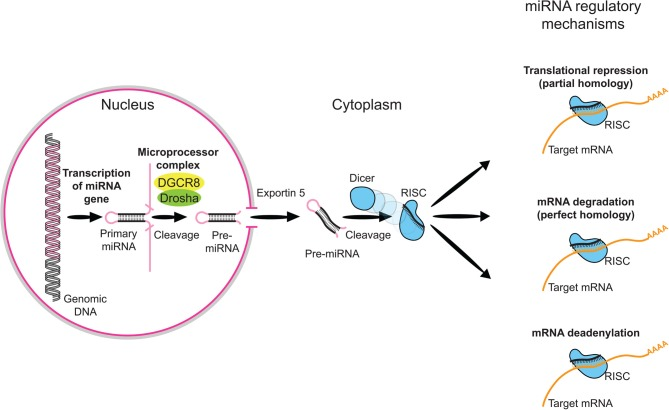 miRNA regulatory
mechanisms
Nucleus
Cytoplasm
Transcription
of miRNA
gene
Microprocessor
complex
DGCR8
Drosha
Primary
miRNA
Cleavage
Pre-
miRNA
Genomic
DNA
Exportin 5
Pre-miRNA
Dicer
Cleavage
RISC
Translational repression
(partial homology)
AAAA
RISC
Target mRNA
mRNA degradation
(perfect homology)
AAAA
RISC
Target mRNA
mRNA deadenylation
AAAA
RISC
Target mRNA